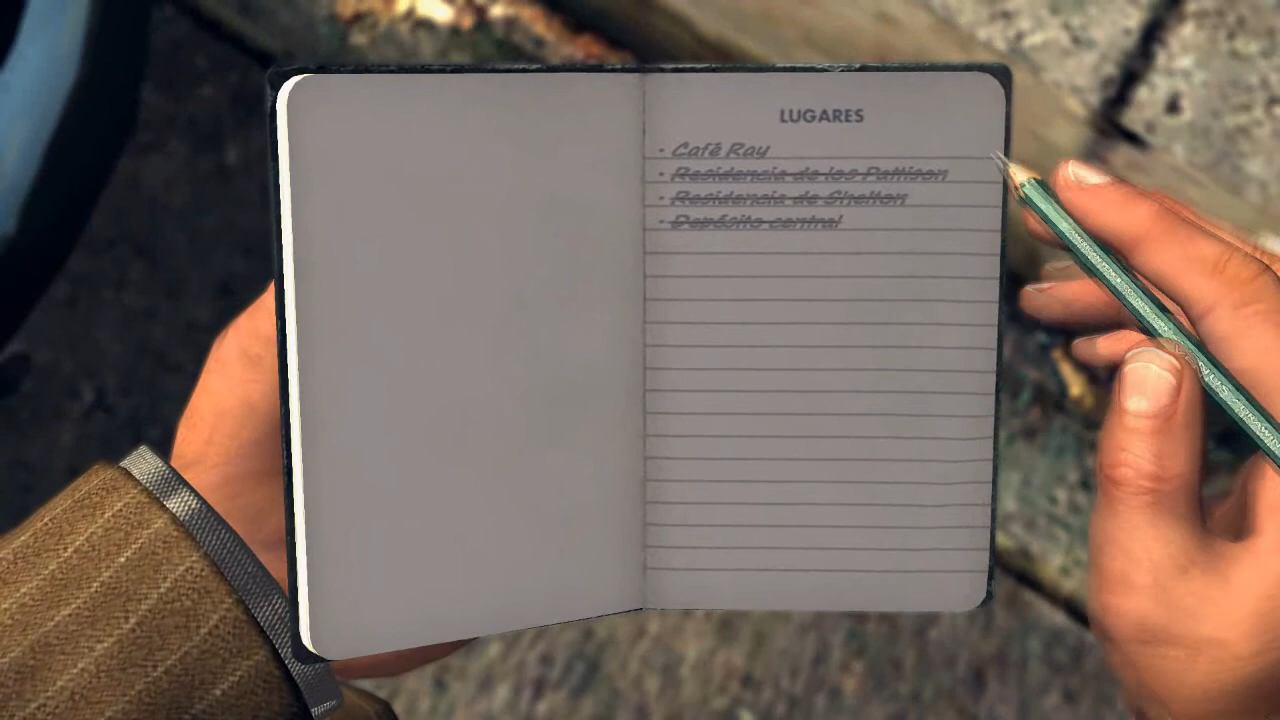 LUGARES
· Café Ray
· Residencia de los Pattison
· Residencia de Shelton
· Depósito central